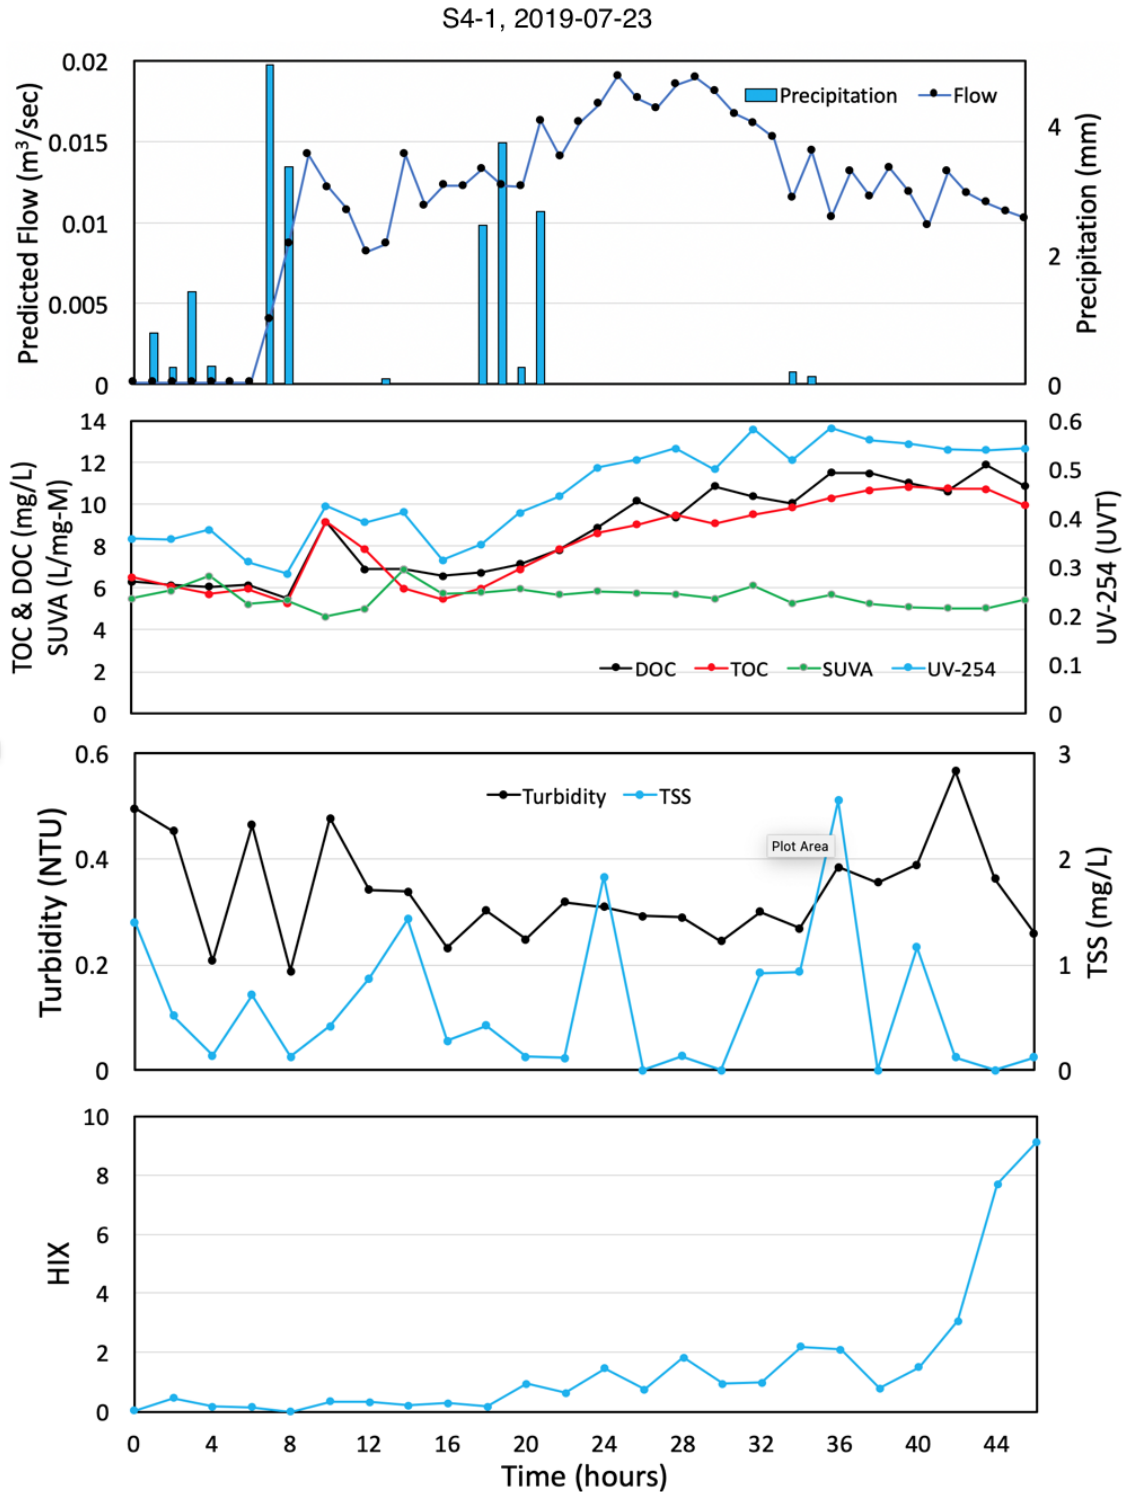 S4-1, 2019-07-23
Predicted Flow (m³/sec)
0.02
0.015
0.01
0.005
0
Precipitation
Flow
4
2
0
Precipitation (mm)
TOC & DOC (mg/L)
SUVA (L/mg-M)
14
12
10
8
6
4
2
0
DOC
TOC
SUVA
UV-254
0.6
0.5
0.4
0.3
0.2
0.1
0
UV-254 (UVT)
Turbidity (NTU)
0.6
0.4
0.2
0
Turbidity
TSS
Plot Area
3
2
1
0
TSS (mg/L)
HIX
10
8
6
4
2
0
0 4 8 12 16 20 24 28 32 36 40 44
Time (hours)